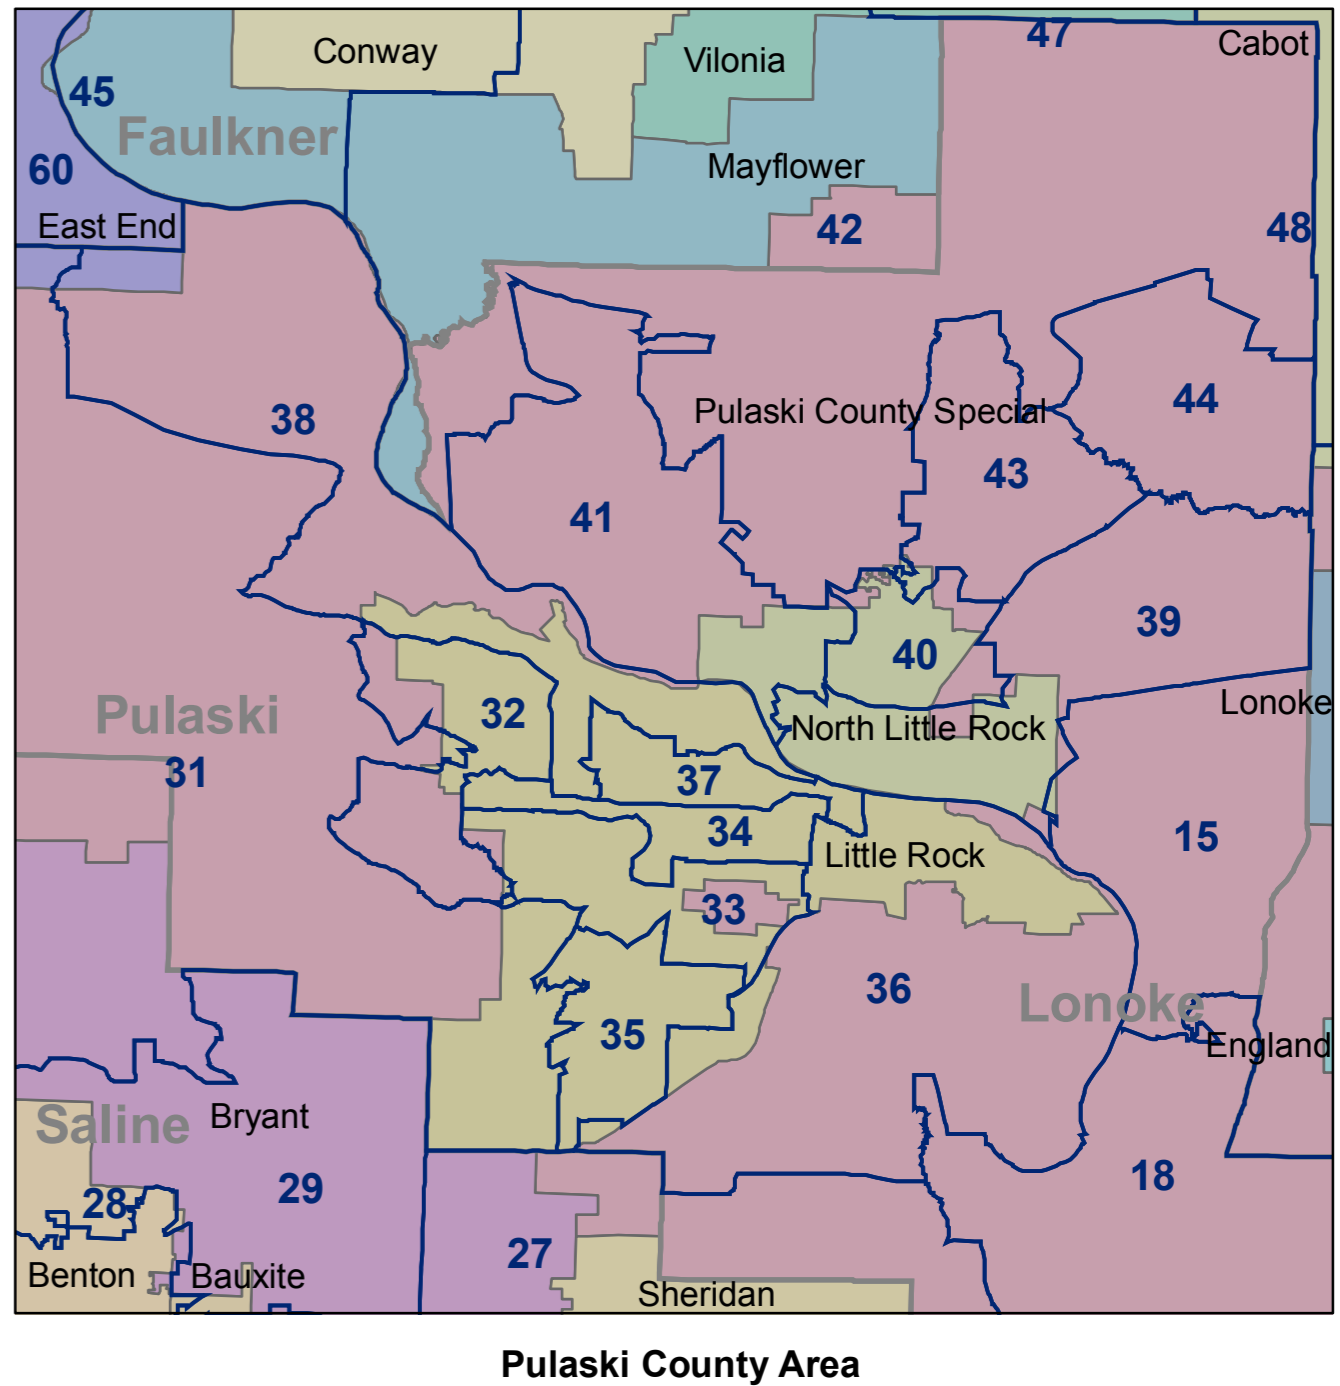 47
Cabot
Conway
Vilonia
45
Faulkner
Mayflower
60
East End
42
48
38
Pulaski County Special
44
43
41
39
40
Pulaski
32
North Little Rock
Lonoke
31
37
34
15
Little Rock
33
36
Lonoke
35
England
Saline
Bryant
28
29
18
27
Benton
Bauxite
Sheridan
Pulaski County Area